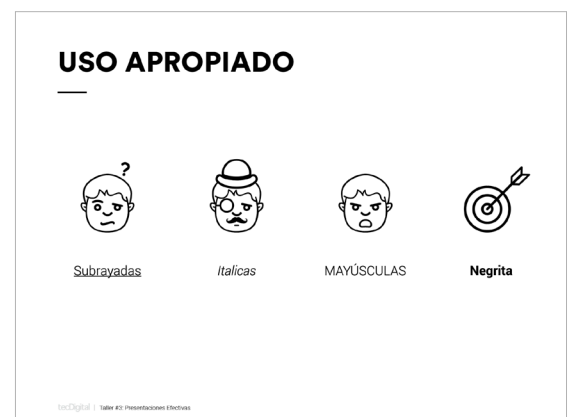 USO APROPIADO
?
Subrayadas
Italicas
MAYÚSCULAS
Negrita
tecDigital | Taller #3: Presentaciones Efectivas